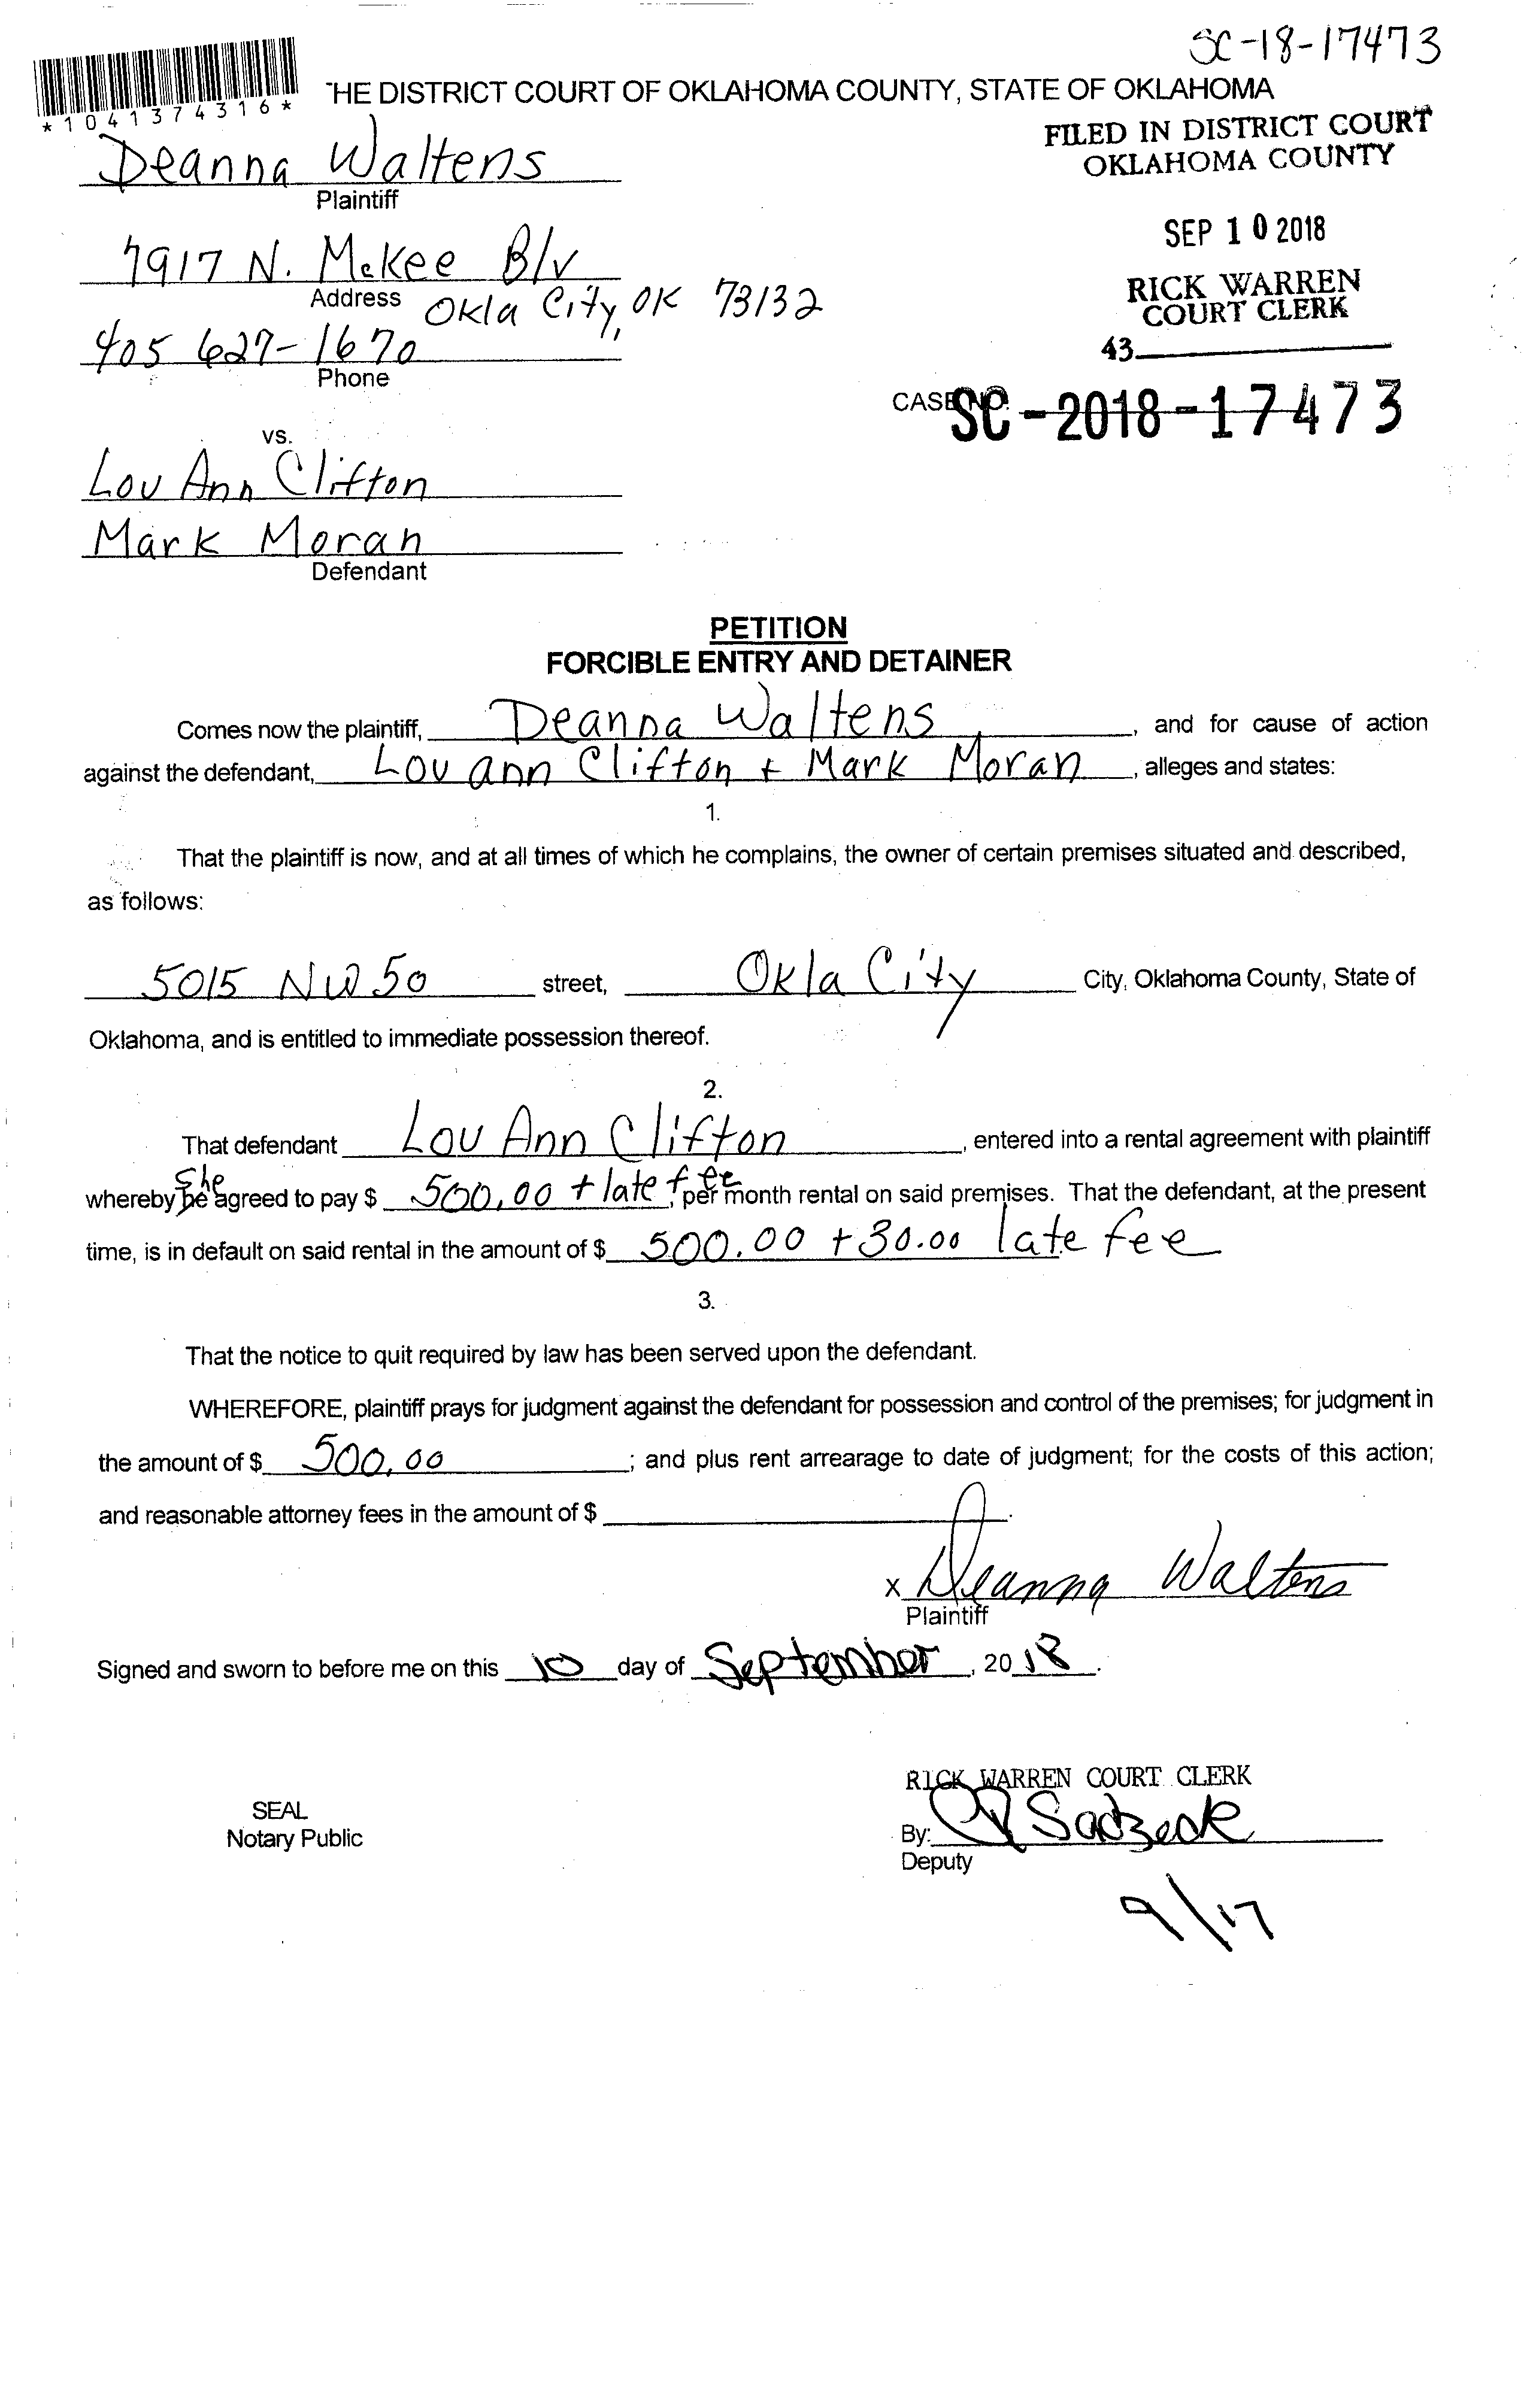 SC-18-17473
*1041374316*
THE DISTRICT COURT OF OKLAHOMA COUNTY, STATE OF OKLAHOMA
FILED IN DISTRICT COURT
OKLAHOMA COUNTY
Deanna Waltens
Plaintiff
SEP 10 2018
7917 N. McKee Blv
Address Okla City, OK 73132
RICK WARREN
COURT CLERK
405 627-1670
Phone
43
CASE NO. SC-2018-17473
vs.
Lou Ann Clifton
Mark Moran
Defendant
PETITION
FORCIBLE ENTRY AND DETAINER
Comes now the plaintiff, Deanna Waltens, and for cause of action
against the defendant, Lou ann Clifton + Mark Moran, alleges and states:
1.
That the plaintiff is now, and at all times of which he complains, the owner of certain premises situated and described,
as follows:
5015 NW 50 street, Okla City City, Oklahoma County, State of
Oklahoma, and is entitled to immediate possession thereof.
2.
That defendant Lou Ann Clifton, entered into a rental agreement with plaintiff
whereby he she agreed to pay $ 500.00 + late fee, per month rental on said premises. That the defendant, at the present
time, is in default on said rental in the amount of $ 500.00 + 30.00 late fee
3.
That the notice to quit required by law has been served upon the defendant.
WHEREFORE, plaintiff prays for judgment against the defendant for possession and control of the premises; for judgment in
the amount of $ 500.00; and plus rent arrearage to date of judgment; for the costs of this action;
and reasonable attorney fees in the amount of $
x Deanna Waltens
Plaintiff
Signed and sworn to before me on this 10 day of September, 2018.
RICK WARREN COURT CLERK
SEAL
Notary Public
By:
Deputy
9/17